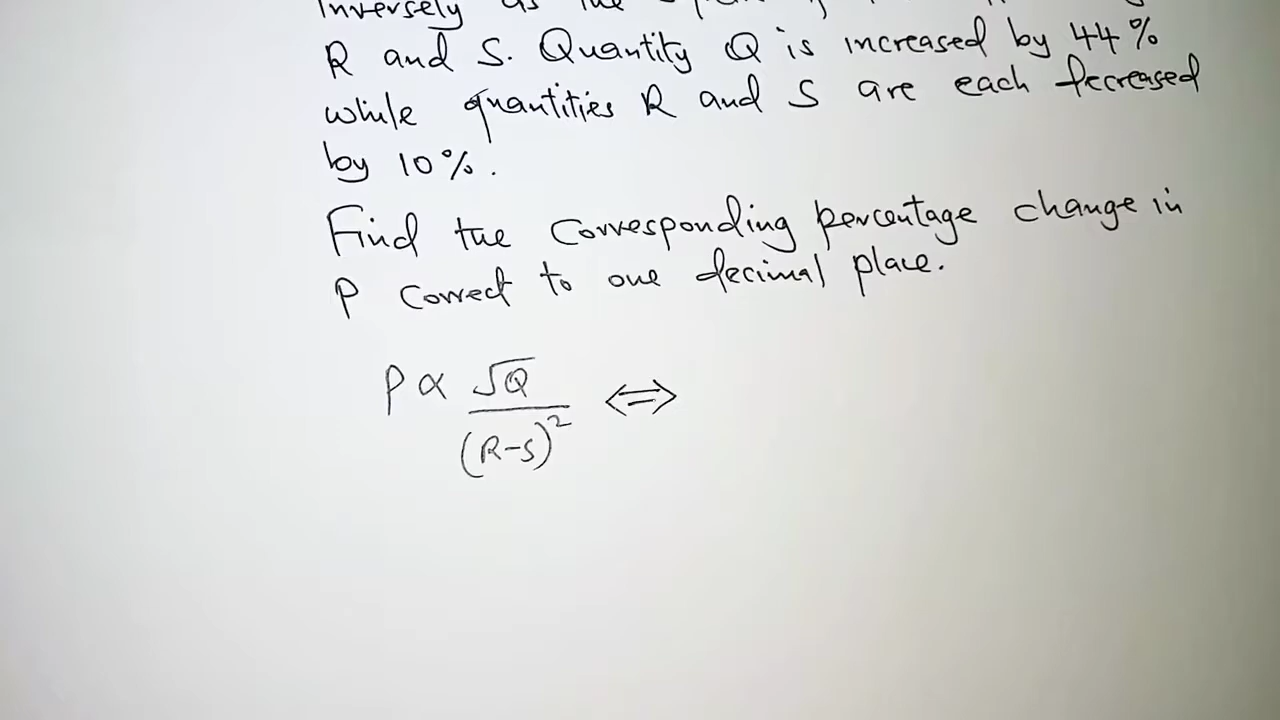 Inversely as the
R and S. Quantity Q is increased by 44%
while quantities R and S are each decreased
by 10%.
Find the corresponding percentage change in
P correct to one decimal place.
P ∝ √Q / (R-S)² ⇔